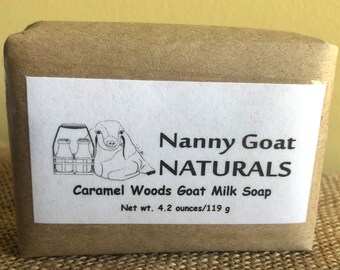 Nanny Goat
NATURALS
Caramel Woods Goat Milk Soap
Net wt. 4.2 ounces/119 g